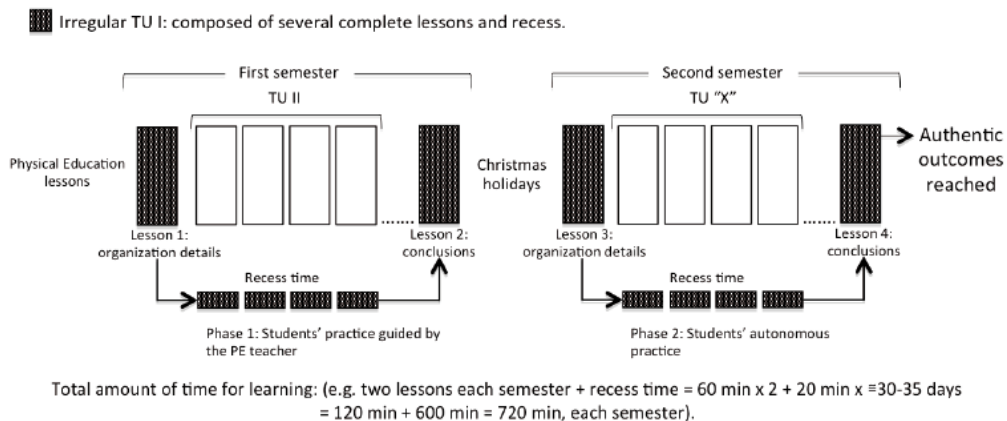 Irregular TU I: composed of several complete lessons and recess.
First semester
Second semester
TU II
TU "X"
Physical Education
lessons
Christmas
holidays
Authentic
outcomes
reached
.......
.......
Lesson 1:
organization details
Lesson 2:
conclusions
Lesson 3:
organization details
Lesson 4:
conclusions
Recess time
Recess time
Phase 1: Students' practice guided by
the PE teacher
Phase 2: Students' autonomous
practice
Total amount of time for learning: (e.g. two lessons each semester + recess time = 60 min x 2 + 20 min x ≡30-35 days
= 120 min + 600 min = 720 min, each semester).